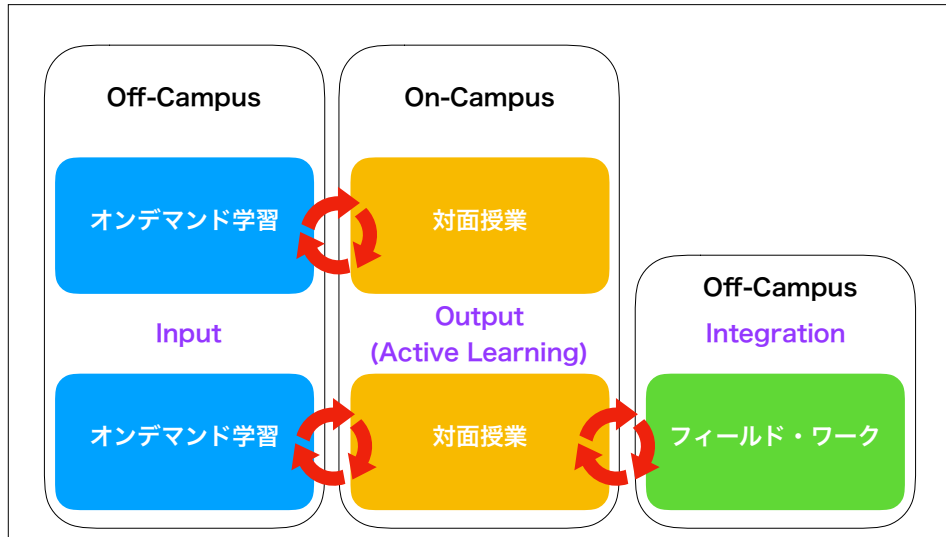 Off-Campus
On-Campus
オンデマンド学習
対面授業
Off-Campus
Input
Output
(Active Learning)
Integration
オンデマンド学習
対面授業
フィールド・ワーク